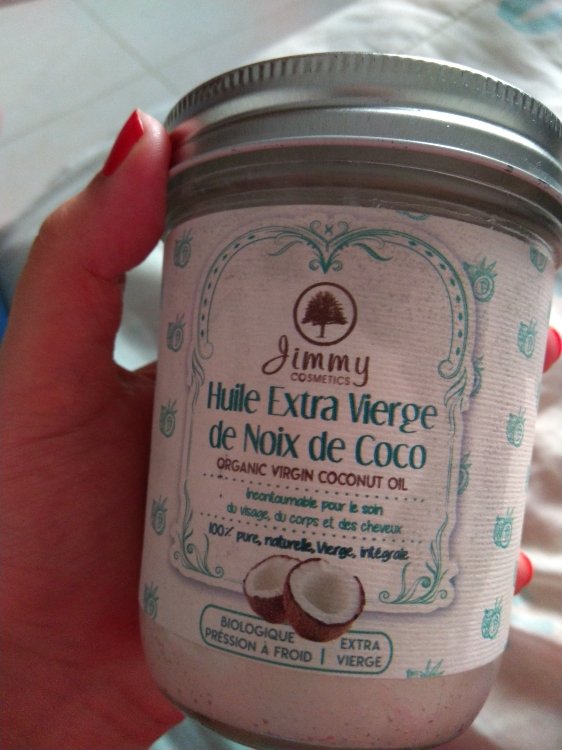 Jimmy
COSMETICS
Huile Extra Vierge
de Noix de Coco
ORGANIC VIRGIN COCONUT OIL
incontournable pour le soin
du visage, du corps et des cheveux
100% pure, naturelle, Vierge, intégrale
BIOLOGIQUE
PRÉSSION À FROID
EXTRA
VIERGE